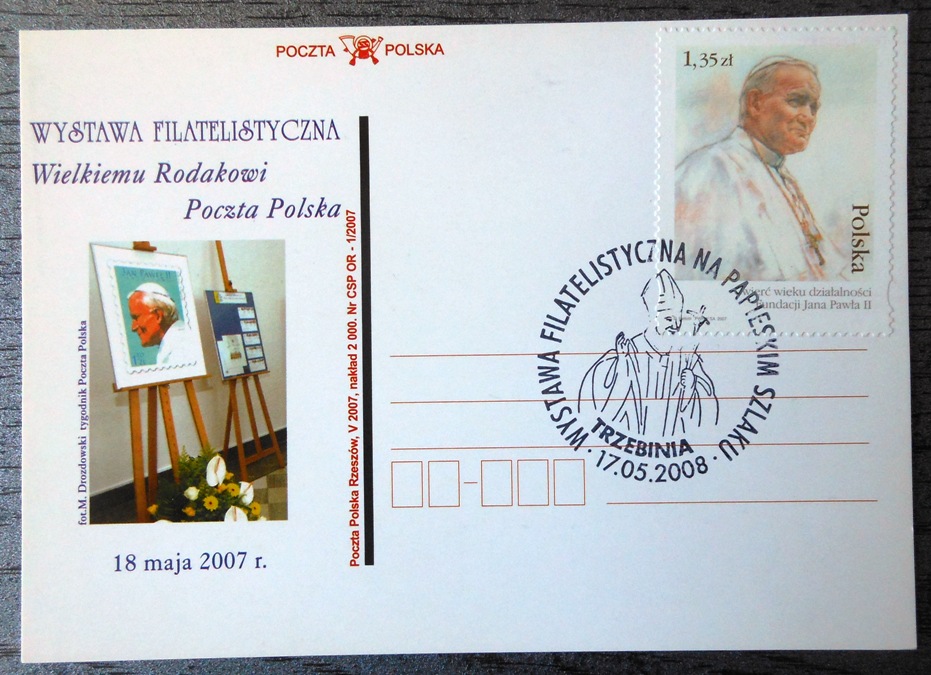 POCZTA POLSKA
1,35 zł
Polska
ćwierć wieku działalności
Fundacji Jana Pawła II
WYSTAWA FILATELISTYCZNA
Wielkiemu Rodakowi
Poczta Polska
JAN PAWEŁ II
fot.M. Drozdowski tygodnik Poczta Polska
18 maja 2007 r.
Poczta Polska Rzeszów, V 2007, nakład 2 000. Nr CSP OR - 1/2007
WYSTAWA FILATELISTYCZNA NA PAPIESKIM SZLAKU
TRZEBINIA
· 17.05.2008 ·